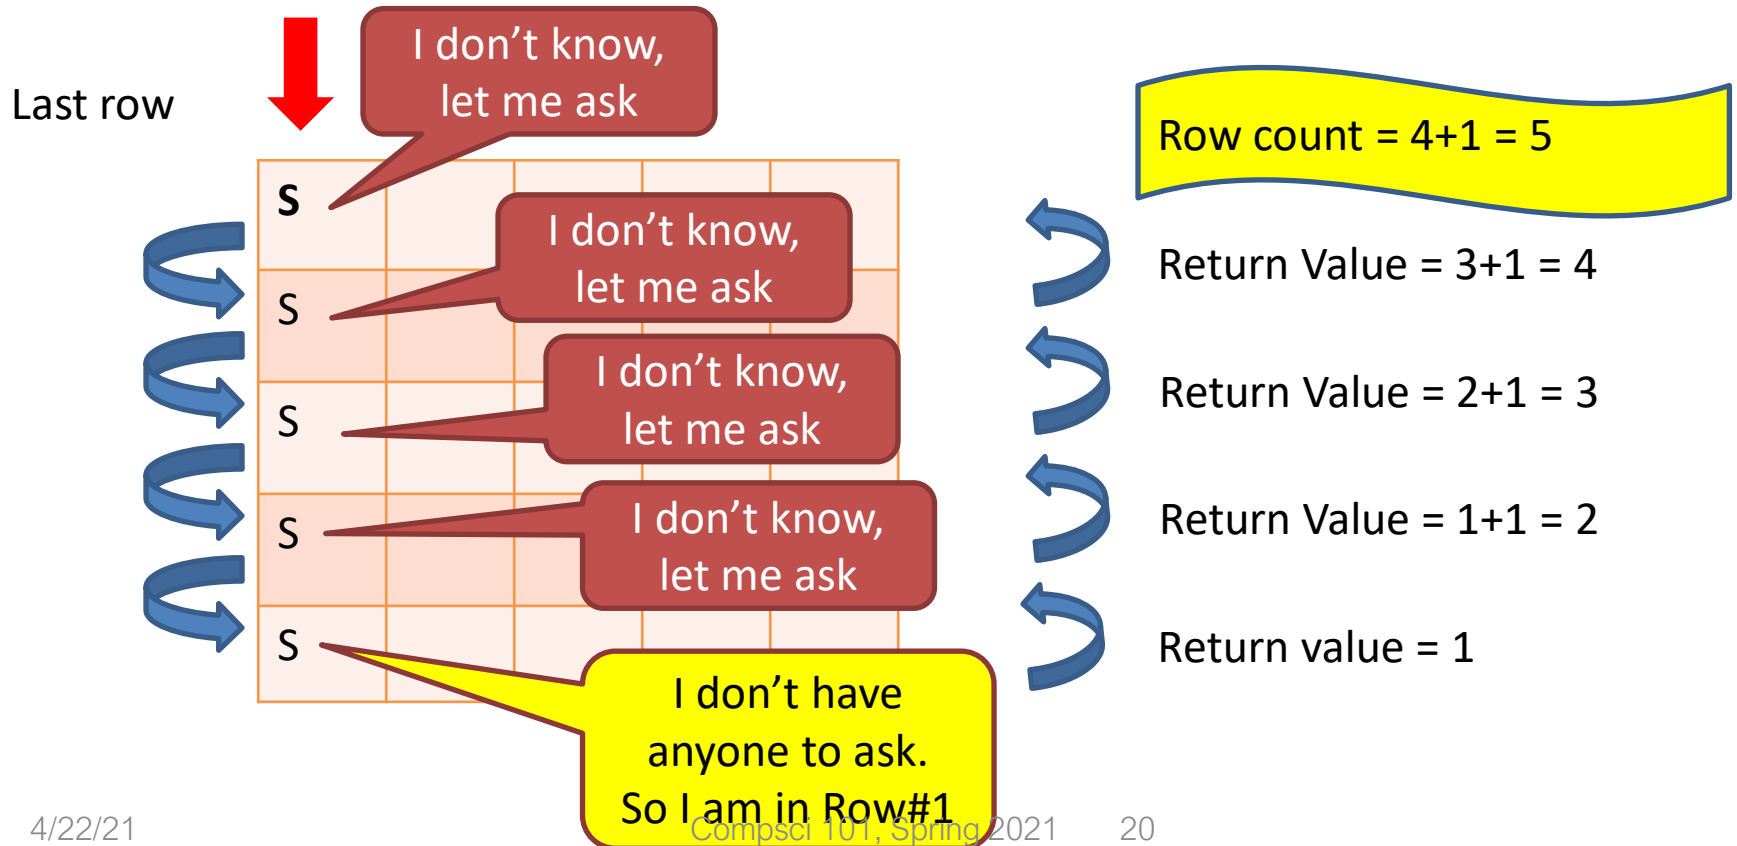 I don’t know,
let me ask
Last row
Row count = 4+1 = 5
S
I don’t know,
let me ask
Return Value = 3+1 = 4
S
I don’t know,
let me ask
Return Value = 2+1 = 3
S
I don’t know,
let me ask
Return Value = 1+1 = 2
S
S
Return value = 1
I don’t have
anyone to ask.
So I am in Row#1
4/22/21
Compsci 101, Spring 2021
20